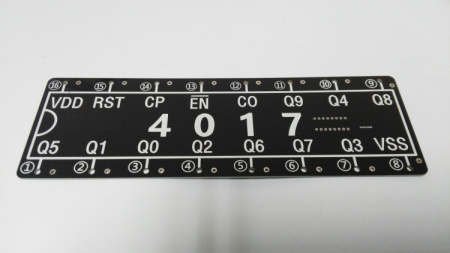 ⑯ ⑮ ⑭ ⑬ ⑫ ⑪ ⑩ ⑨
VDD RST CP EN CO Q9 Q4 Q8
4017
Q5 Q1 Q0 Q2 Q6 Q7 Q3 VSS
① ② ③ ④ ⑤ ⑥ ⑦ ⑧